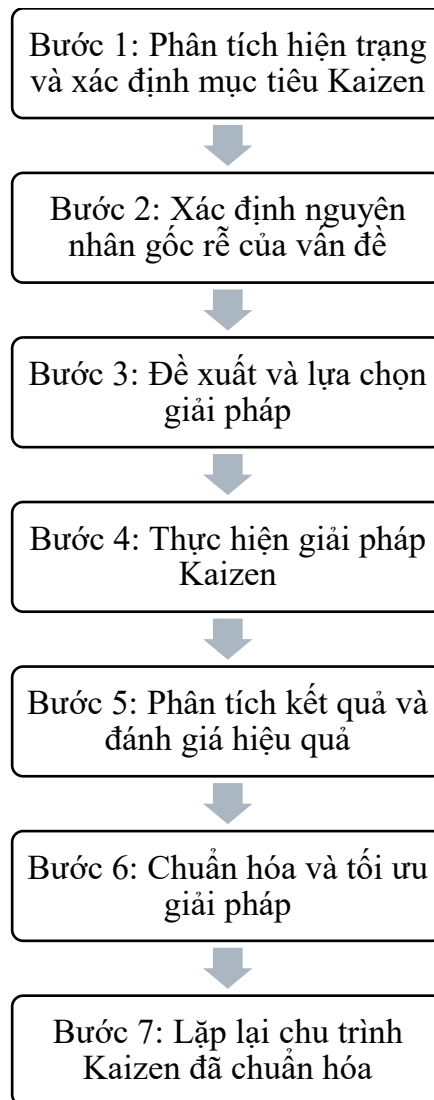 Bước 1: Phân tích hiện trạng
và xác định mục tiêu Kaizen
Bước 2: Xác định nguyên
nhân gốc rễ của vấn đề
Bước 3: Đề xuất và lựa chọn
giải pháp
Bước 4: Thực hiện giải pháp
Kaizen
Bước 5: Phân tích kết quả và
đánh giá hiệu quả
Bước 6: Chuẩn hóa và tối ưu
giải pháp
Bước 7: Lặp lại chu trình
Kaizen đã chuẩn hóa